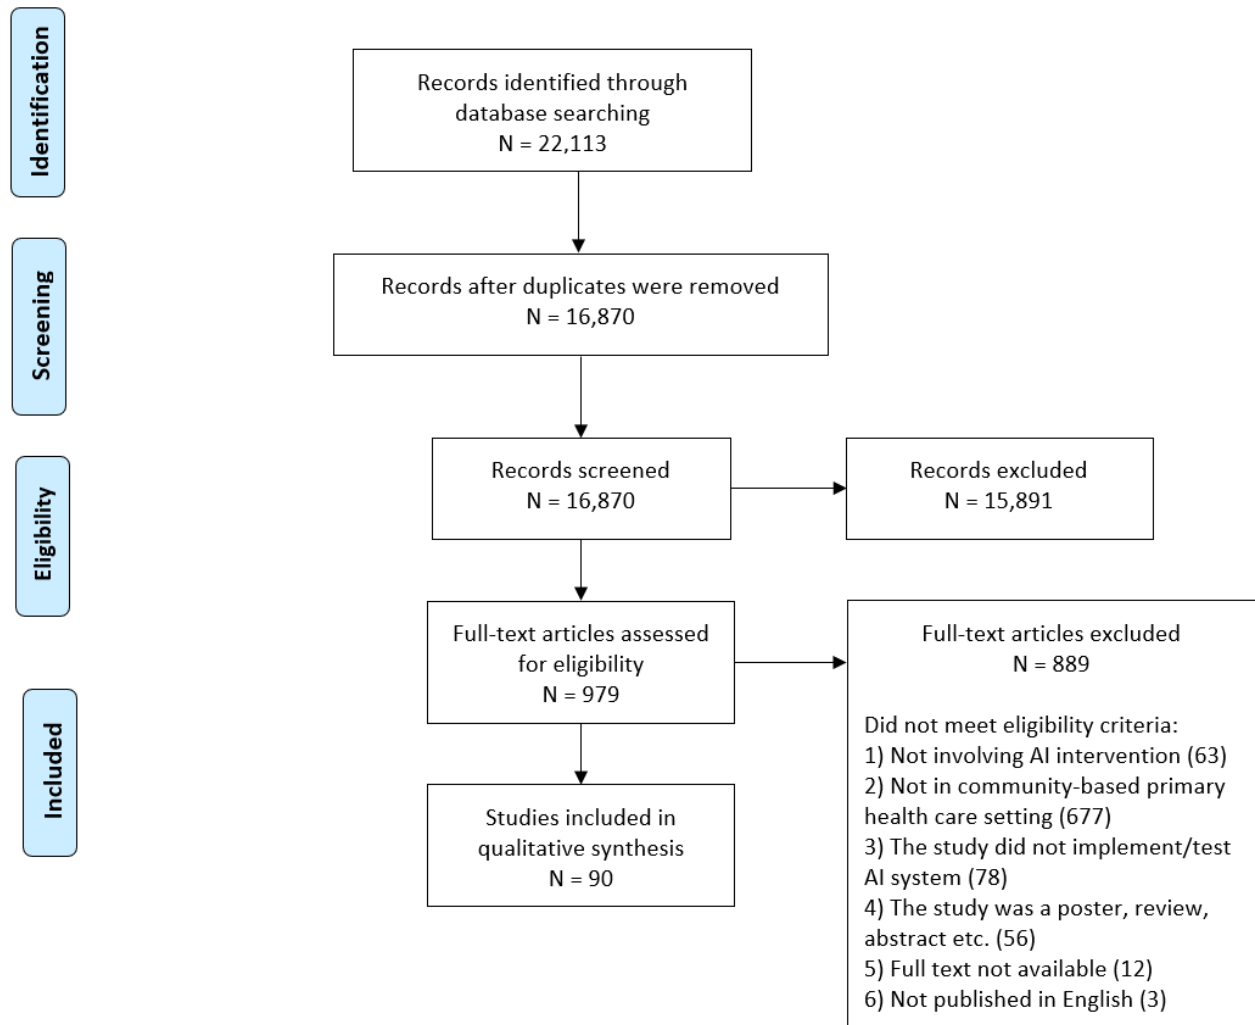 Identification
Records identified through
database searching
N = 22,113
Screening
Records after duplicates were removed
N = 16,870
Eligibility
Records screened
N = 16,870
Records excluded
N = 15,891
Full-text articles assessed
for eligibility
N = 979
Full-text articles excluded
N = 889
Did not meet eligibility criteria:
1) Not involving AI intervention (63)
2) Not in community-based primary
health care setting (677)
3) The study did not implement/test
AI system (78)
4) The study was a poster, review,
abstract etc. (56)
5) Full text not available (12)
6) Not published in English (3)
Included
Studies included in
qualitative synthesis
N = 90